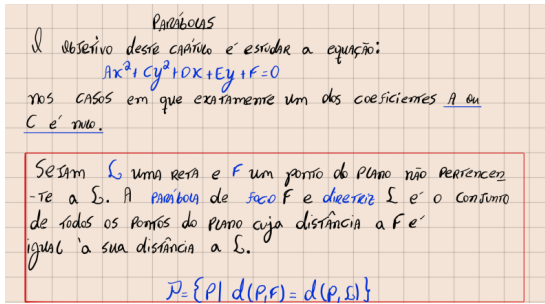 PARÁBOLAS
O objetivo deste capítulo é estudar a equação:
Ax²+Cy²+Dx+Ey+F=0
nos casos em que exatamente um dos coeficientes A ou
C é nulo.
Sejam L uma reta e F um ponto do plano não pertencen
-te a L. A parábola de foco F e diretriz L é o conjunto
de todos os pontos do plano cuja distância a F é
igual à sua distância a L.
P={P| d(P,F)=d(P,L)}